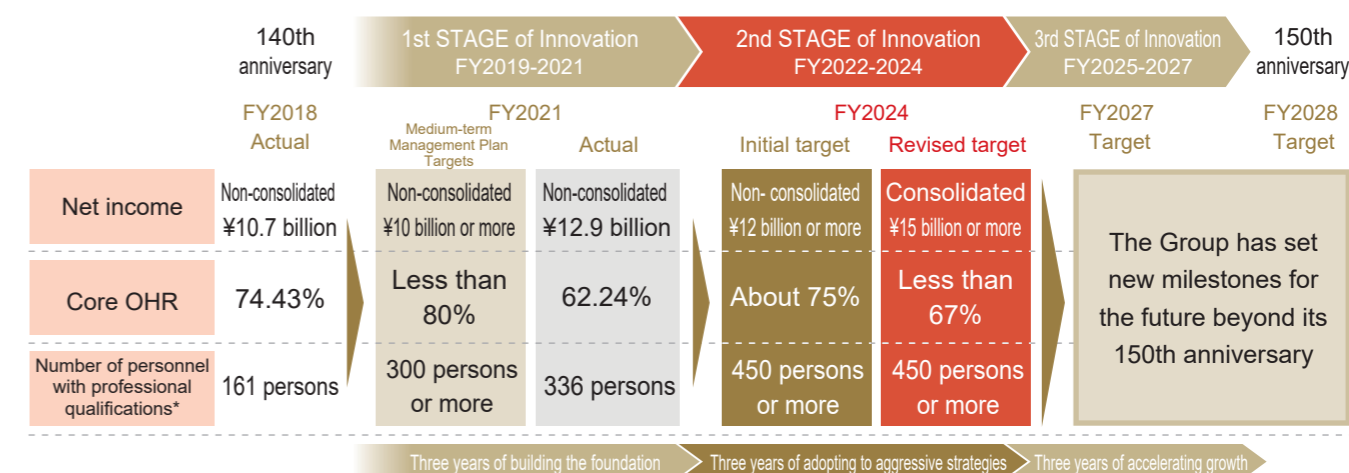 140th
anniversary
1st STAGE of Innovation
FY2019-2021
2nd STAGE of Innovation
FY2022-2024
3rd STAGE of Innovation
FY2025-2027
150th
anniversary
FY2018
Actual
FY2021
Medium-term
Management Plan
Targets
Actual
FY2024
Initial target
Revised target
FY2027
Target
FY2028
Target
Net income
Non-consolidated
¥10.7 billion
Non-consolidated
¥10 billion or more
Non-consolidated
¥12.9 billion
Non- consolidated
¥12 billion or more
Consolidated
¥15 billion or more
Core OHR
74.43%
Less than
80%
62.24%
About 75%
Less than
67%
Number of personnel
with professional
qualifications*
161 persons
300 persons
or more
336 persons
450 persons
or more
450 persons
or more
The Group has set
new milestones for
the future beyond its
150th anniversary
Three years of building the foundation
Three years of adopting to aggressive strategies
Three years of accelerating growth